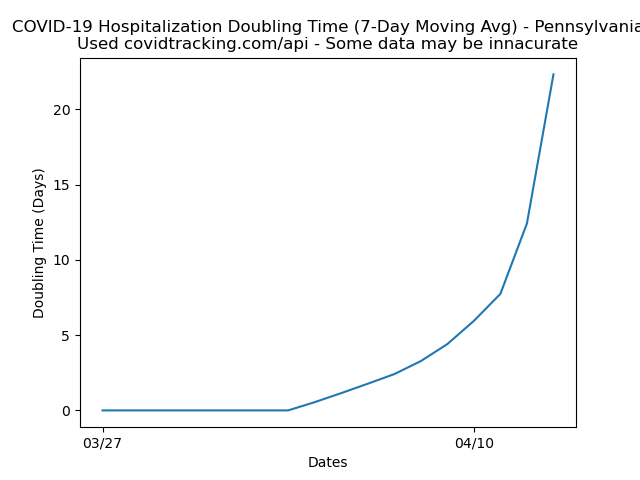 COVID-19 Hospitalization Doubling Time (7-Day Moving Avg) - Pennsylvania
Used covidtracking.com/api - Some data may be innacurate
20
15
10
5
0
Doubling Time (Days)
03/27
04/10
Dates